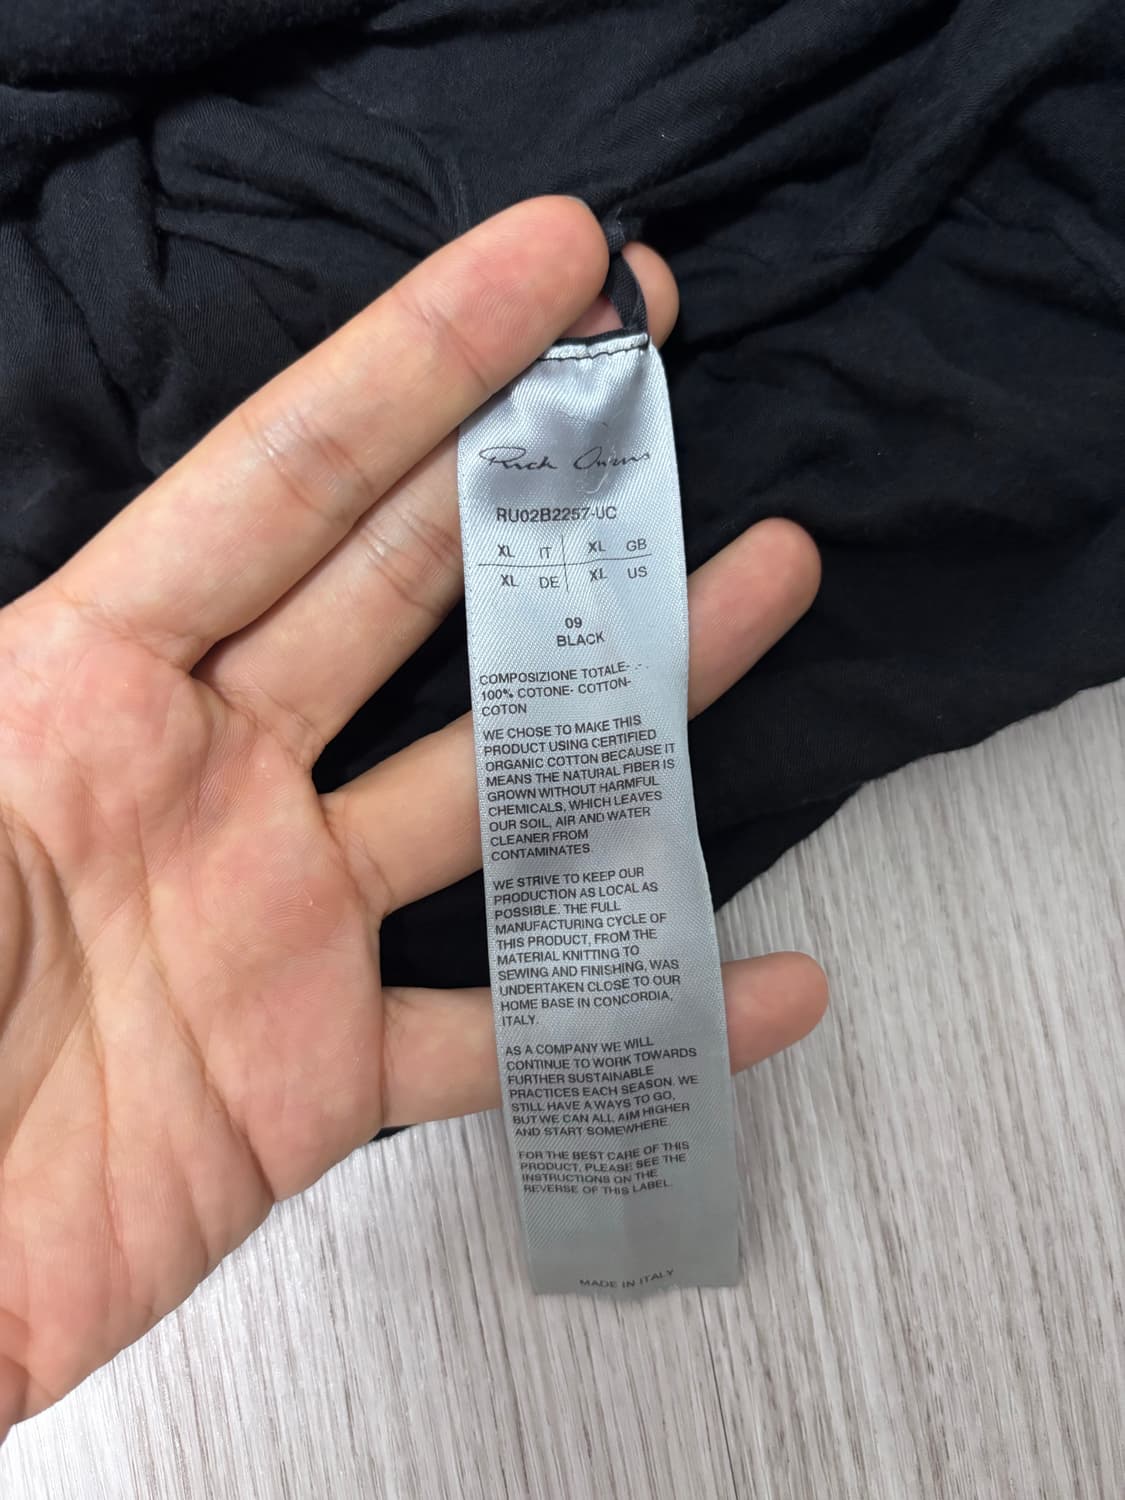 Rick Owens
RU02B2257-UC
XL IT XL GB
XL DE XL US
09
BLACK
COMPOSIZIONE TOTALE- - -
100% COTONE- COTTON-
COTON
WE CHOSE TO MAKE THIS
PRODUCT USING CERTIFIED
ORGANIC COTTON BECAUSE IT
MEANS THE NATURAL FIBER IS
GROWN WITHOUT HARMFUL
CHEMICALS, WHICH LEAVES
OUR SOIL, AIR AND WATER
CLEANER FROM
CONTAMINATES.
WE STRIVE TO KEEP OUR
PRODUCTION AS LOCAL AS
POSSIBLE. THE FULL
MANUFACTURING CYCLE OF
THIS PRODUCT, FROM THE
MATERIAL KNITTING TO
SEWING AND FINISHING, WAS
UNDERTAKEN CLOSE TO OUR
HOME BASE IN CONCORDIA,
ITALY.
AS A COMPANY WE WILL
CONTINUE TO WORK TOWARDS
FURTHER SUSTAINABLE
PRACTICES EACH SEASON. WE
STILL HAVE A WAYS TO GO,
BUT WE CAN ALL AIM HIGHER
AND START SOMEWHERE.
FOR THE BEST CARE OF THIS
PRODUCT, PLEASE SEE THE
INSTRUCTIONS ON THE
REVERSE OF THIS LABEL.
MADE IN ITALY